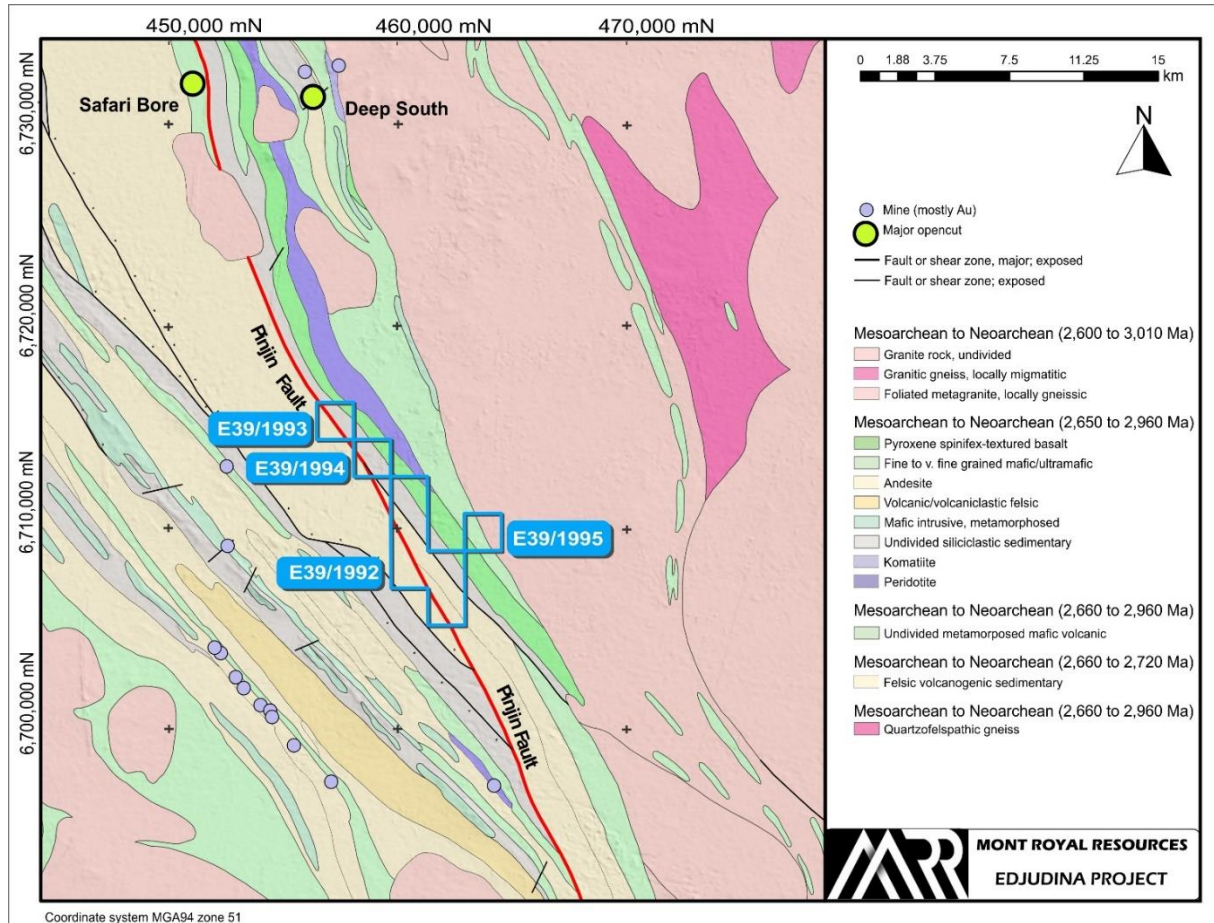 450,000 mN
460,000 mN
470,000 mN
6,730,000 mN
6,720,000 mN
6,710,000 mN
6,700,000 mN
Safari Bore
Deep South
Pinjin Fault
E39/1993
E39/1994
E39/1995
E39/1992
Pinjin Fault
0 1.88 3.75 7.5 11.25 15
km
N
Mine (mostly Au)
Major opencut
Fault or shear zone, major; exposed
Fault or shear zone; exposed
Mesoarchean to Neoarchean (2,600 to 3,010 Ma)
Granite rock, undivided
Granitic gneiss, locally migmatitic
Foliated metagranite, locally gneissic
Mesoarchean to Neoarchean (2,650 to 2,960 Ma)
Pyroxene spinifex-textured basalt
Fine to v. fine grained mafic/ultramafic
Andesite
Volcanic/volcaniclastic felsic
Mafic intrusive, metamorphosed
Undivided siliciclastic sedimentary
Komatiite
Peridotite
Mesoarchean to Neoarchean (2,660 to 2,960 Ma)
Undivided metamorposed mafic volcanic
Mesoarchean to Neoarchean (2,660 to 2,720 Ma)
Felsic volcanogenic sedimentary
Mesoarchean to Neoarchean (2,660 to 2,960 Ma)
Quartzofelspathic gneiss
MRR
MONT ROYAL RESOURCES
EDJUDINA PROJECT
Coordinate system MGA94 zone 51